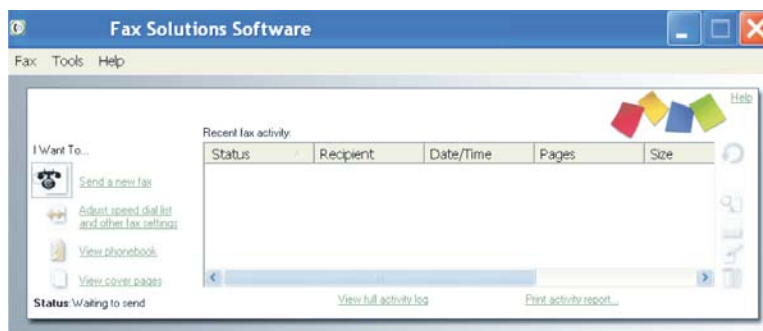 Fax Solutions Software
Fax Tools Help
Help
Recent fax activity:
I Want To...
Status Recipient Date/Time Pages Size
Send a new fax
Adjust speed dial list
and other fax settings
View phonebook
View cover pages
Status: Waiting to send
View full activity log
Print activity report...